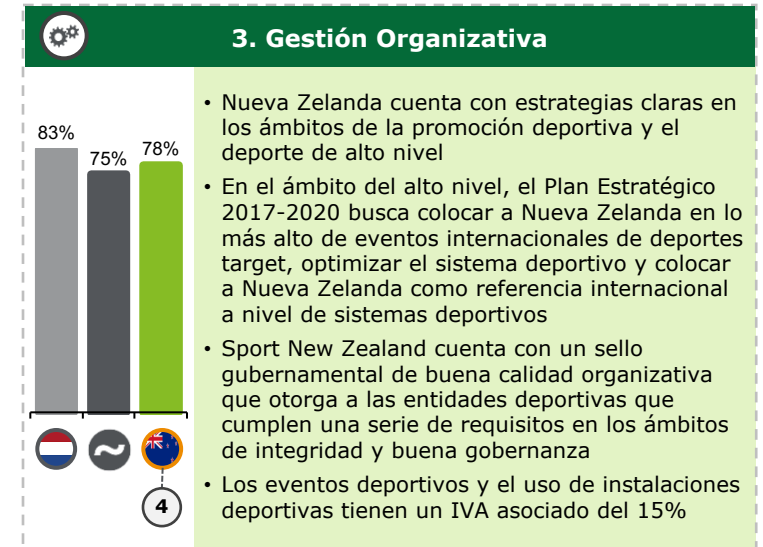 3. Gestión Organizativa
83%
75%
78%
4
• Nueva Zelanda cuenta con estrategias claras en
los ámbitos de la promoción deportiva y el
deporte de alto nivel
• En el ámbito del alto nivel, el Plan Estratégico
2017-2020 busca colocar a Nueva Zelanda en lo
más alto de eventos internacionales de deportes
target, optimizar el sistema deportivo y colocar
a Nueva Zelanda como referencia internacional
a nivel de sistemas deportivos
• Sport New Zealand cuenta con un sello
gubernamental de buena calidad organizativa
que otorga a las entidades deportivas que
cumplen una serie de requisitos en los ámbitos
de integridad y buena gobernanza
• Los eventos deportivos y el uso de instalaciones
deportivas tienen un IVA asociado del 15%